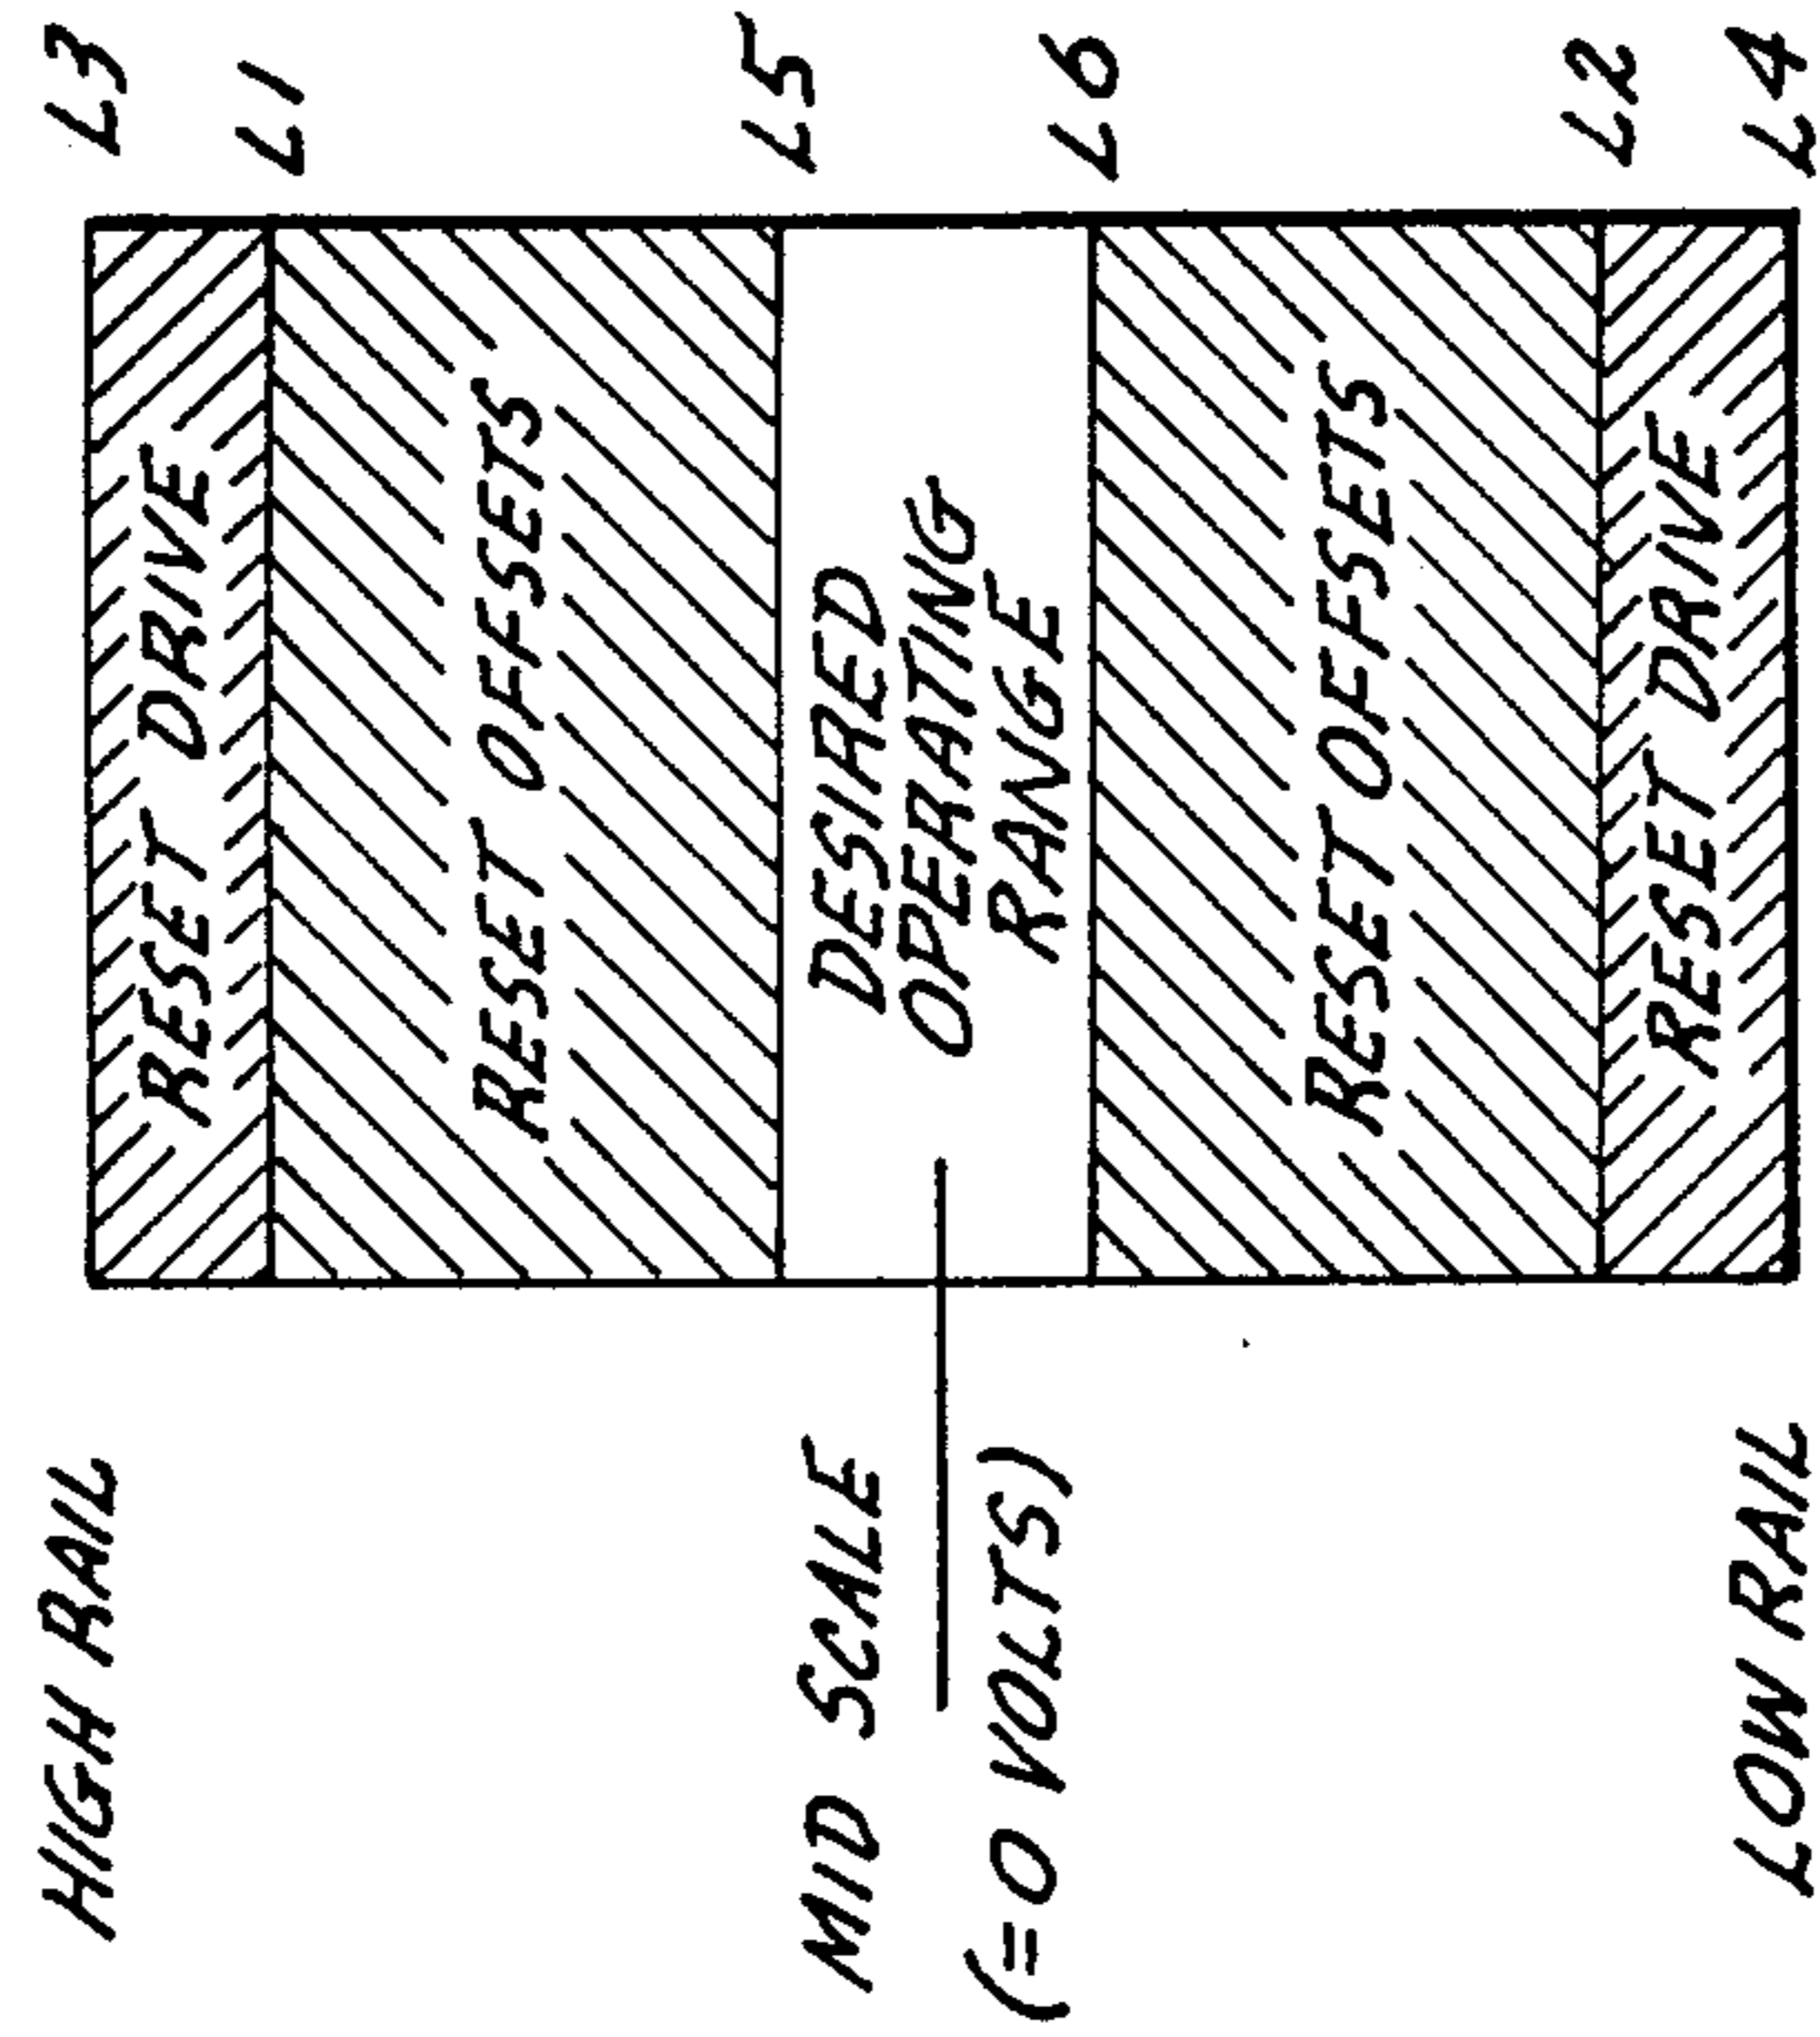 HIGH RAIL
L3
RESET DRIVE
L1
RESET OFFSETS
L5
MID SCALE
(=0 VOLTS)
DESIRED
OPERATING
RANGE
L6
RESET OFFSETS
L2
RESET DRIVE
LOW RAIL
L4